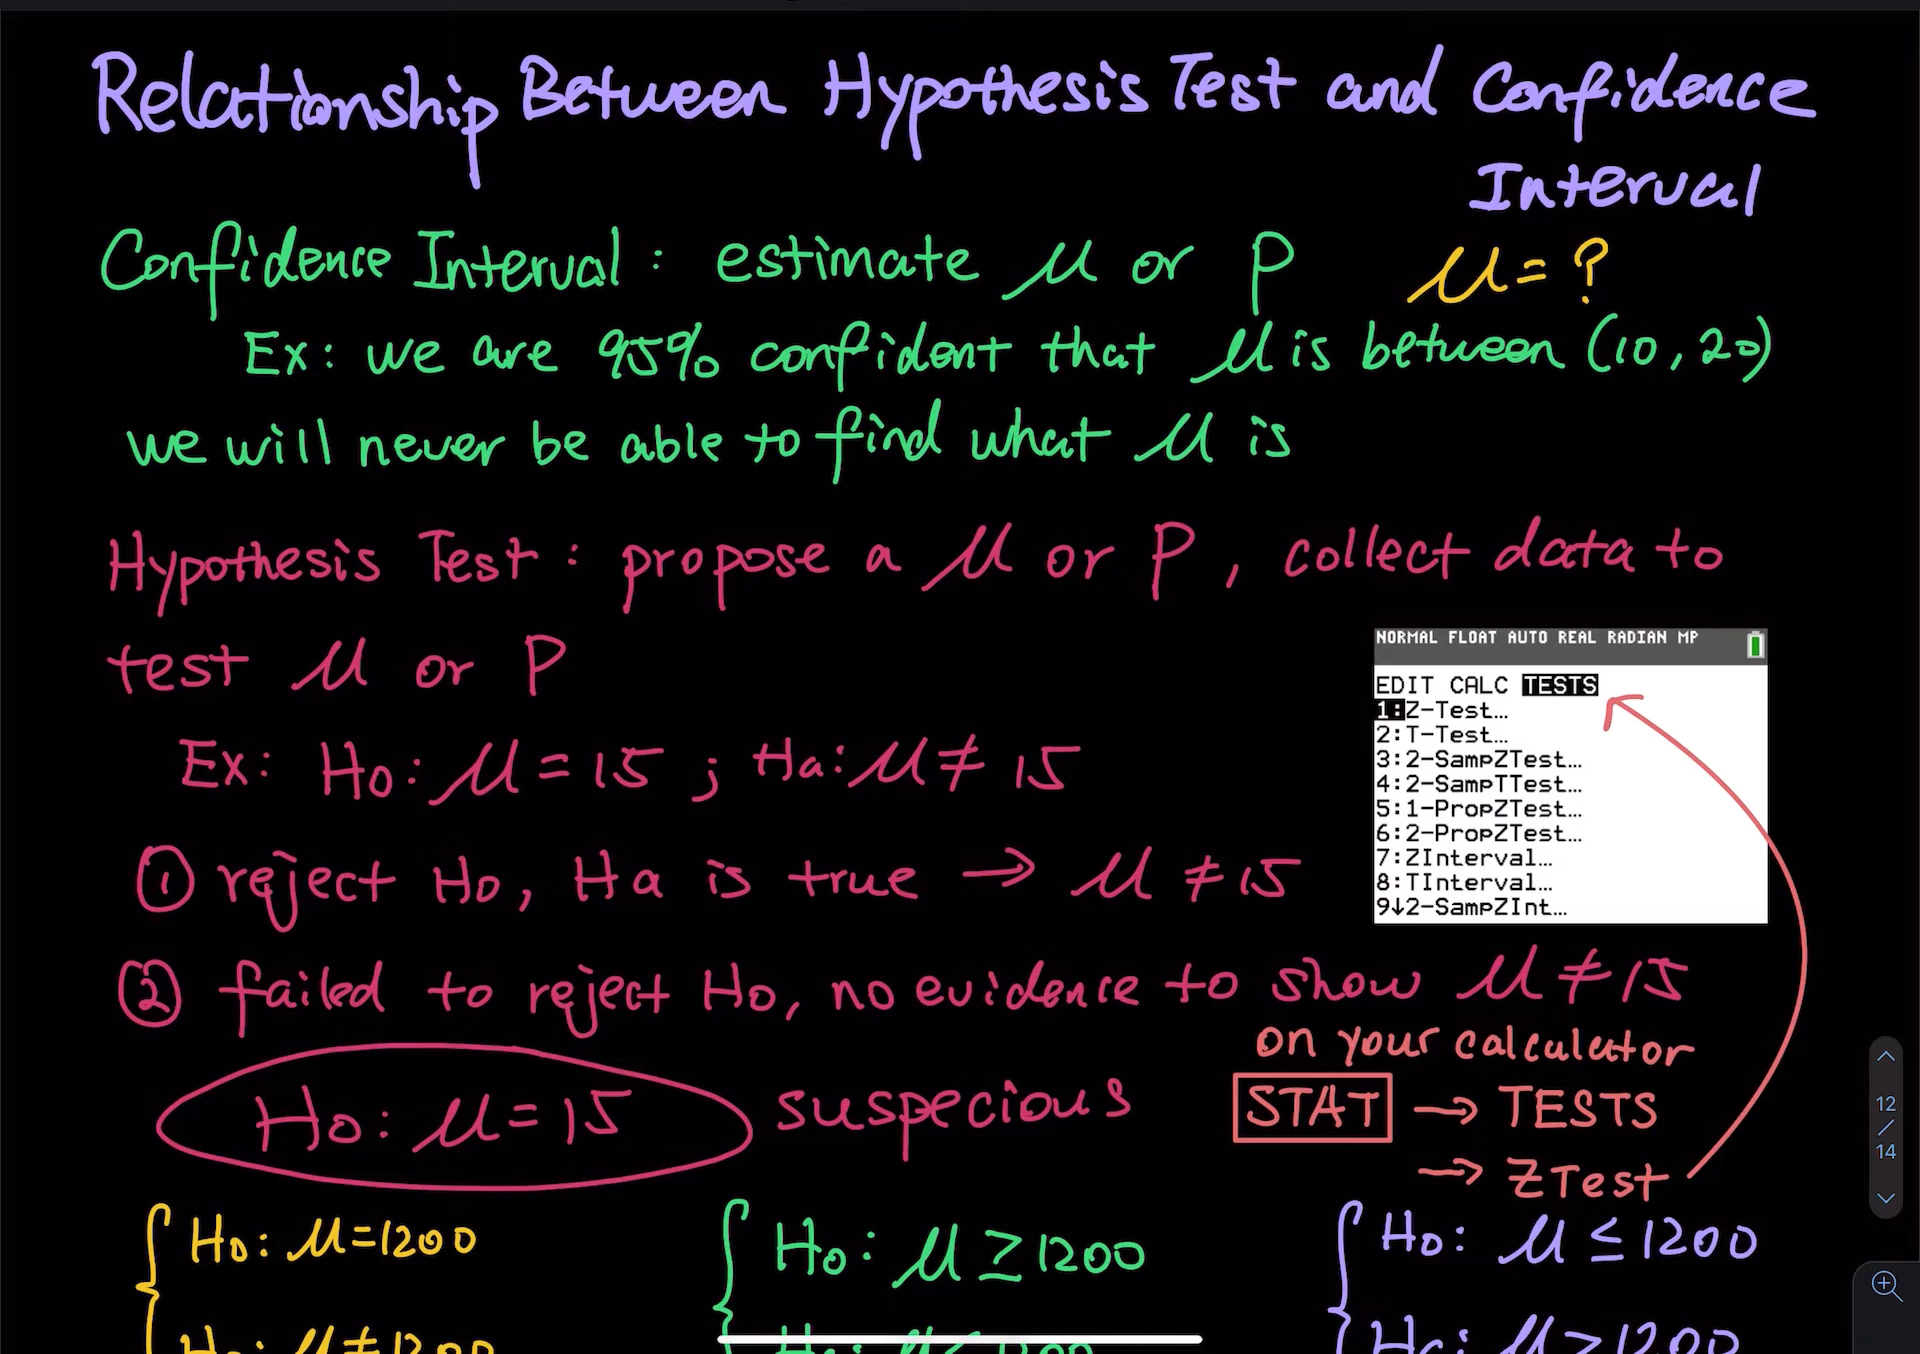 Relationship Between Hypothesis Test and Confidence
Interval
Confidence Interval : estimate μ or P μ = ?
Ex : we are 95% confident that μ is between (10, 20)
we will never be able to find what μ is
Hypothesis Test : propose a μ or P, collect data to
test μ or P
Ex: Ho: μ = 15 ; Ha: μ ≠ 15
① reject Ho, Ha is true → μ ≠ 15
② failed to reject Ho, no evidence to show μ ≠ 15
Ho: μ = 15 suspecious
NORMAL FLOAT AUTO REAL RADIAN MP
EDIT CALC TESTS
1:Z-Test…
2:T-Test…
3:2-SampZTest…
4:2-SampTTest…
5:1-PropZTest…
6:2-PropZTest…
7:ZInterval…
8:TInterval…
9↓2-SampZInt…
on your calculator
STAT → TESTS
→ ZTest
Ho: μ=1200
Ho: μ ≥ 1200
Ho: μ ≤ 1200
μ≠1200
μ > 1200
12
/
14